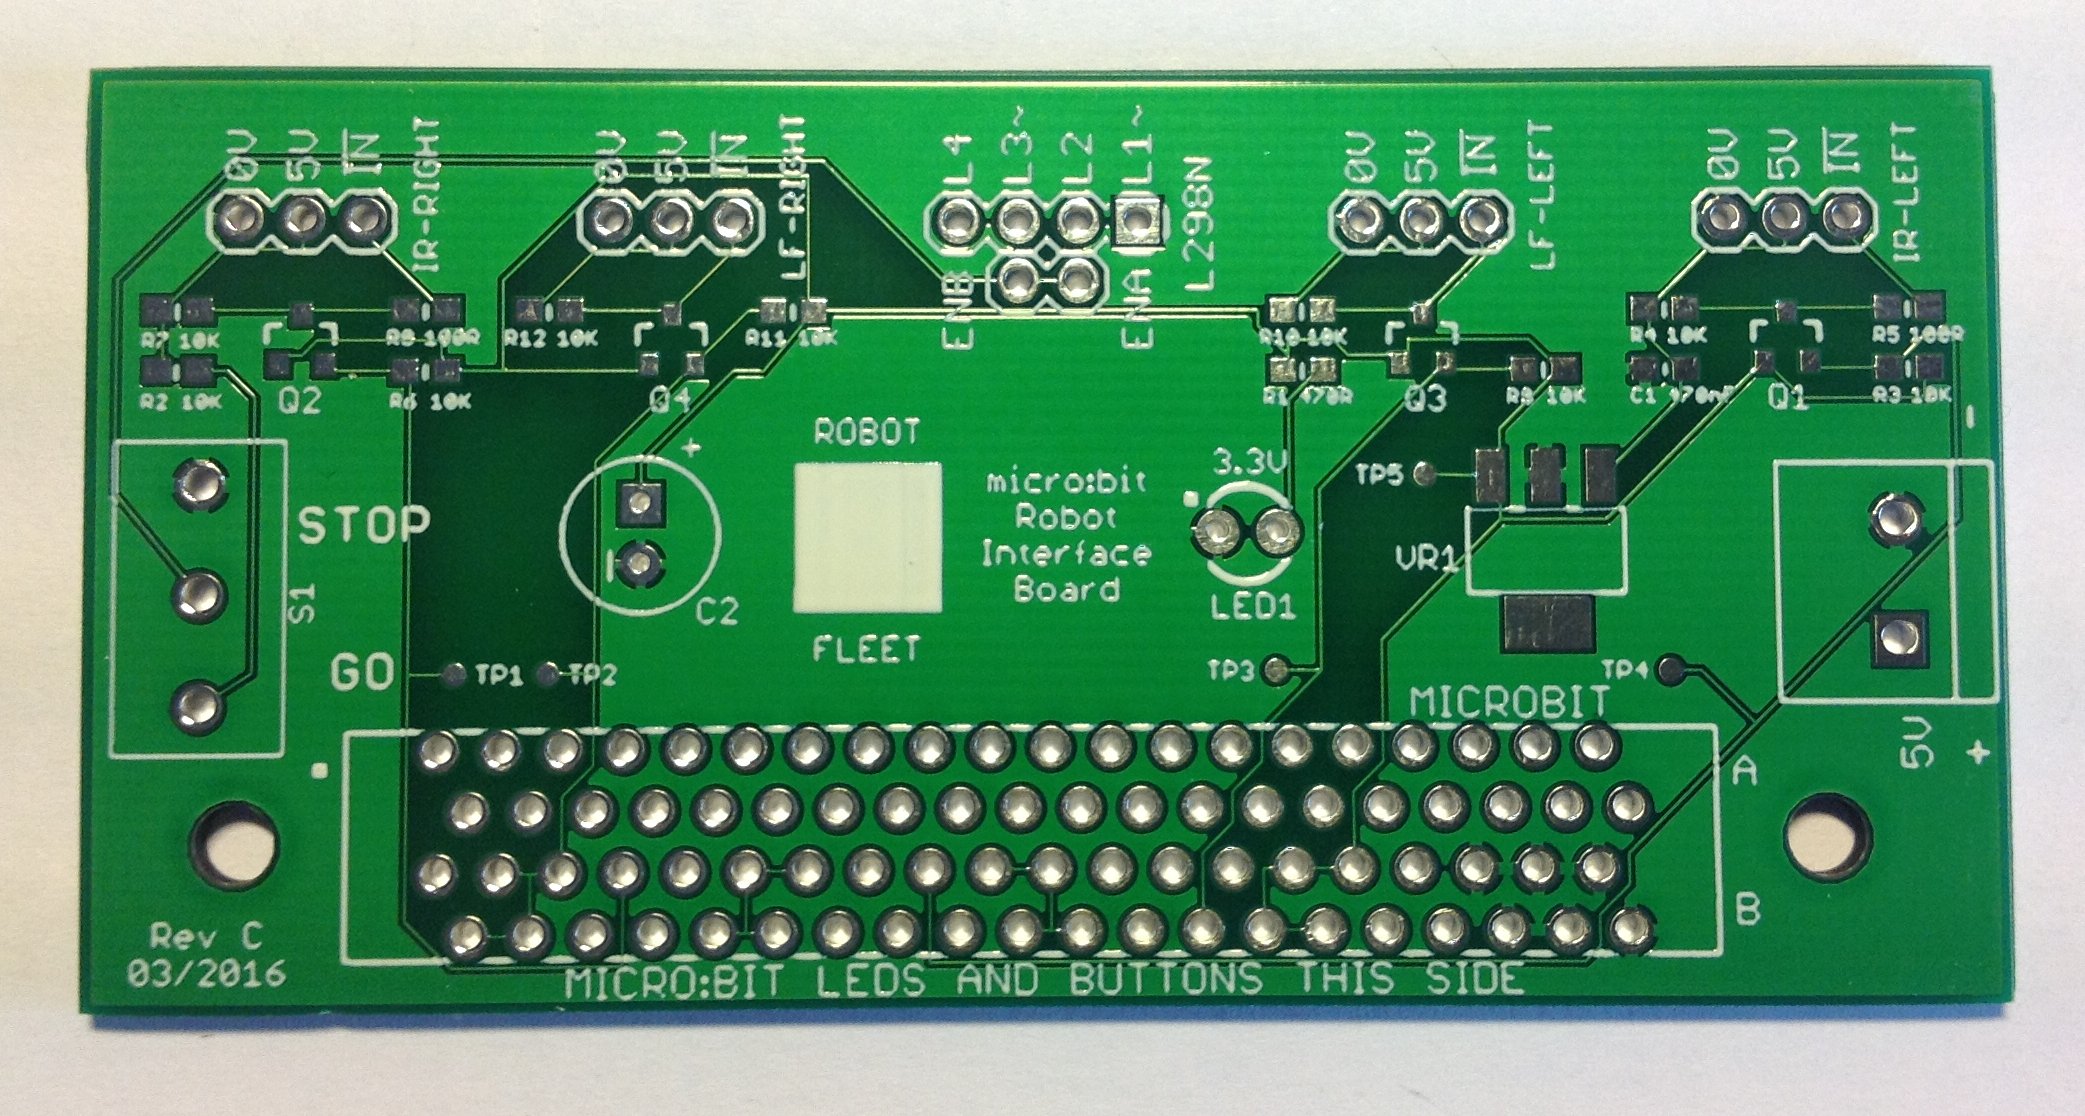 0V 5V IN
IR-RIGHT
0V 5V IN
LF-RIGHT
L4 L3~ L2 L1~
ENB ENA
L298N
0V 5V IN
LF-LEFT
0V 5V IN
IR-LEFT
R7 10K
R8 100R
R12 10K
R11 10K
R10 10K
R4 10K
R5 100R
R2 10K
Q2
R6 10K
Q4
R1 470R
Q3
R9 10K
C1 470nF
Q1
R3 10K
-
+
STOP
S1
GO
TP1
TP2
C2
ROBOT
FLEET
micro:bit
Robot
Interface
Board
3.3V
LED1
TP3
TP5
VR1
TP4
5V
+
MICROBIT
A
B
Rev C
03/2016
MICRO:BIT LEDS AND BUTTONS THIS SIDE